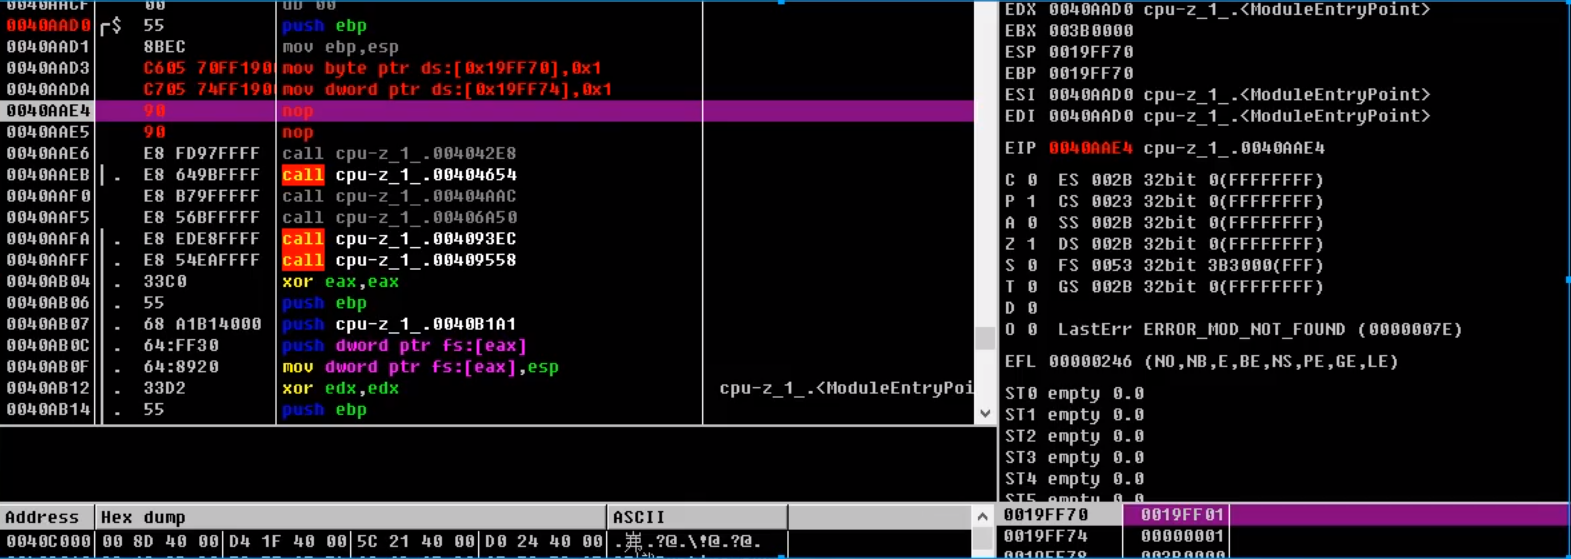 0040AACF 00 db 00
0040AAD0 $ 55 push ebp
0040AAD1 8BEC mov ebp,esp
0040AAD3 C605 70FF190 mov byte ptr ds:[0x19FF70],0x1
0040AADA C705 74FF190 mov dword ptr ds:[0x19FF74],0x1
0040AAE4 90 nop
0040AAE5 90 nop
0040AAE6 E8 FD97FFFF call cpu-z_1_.004042E8
0040AAEB . E8 649BFFFF call cpu-z_1_.00404654
0040AAF0 E8 B79FFFFF call cpu-z_1_.00404AAC
0040AAF5 E8 56BFFFFF call cpu-z_1_.00406A50
0040AAFA . E8 EDE8FFFF call cpu-z_1_.004093EC
0040AAFF . E8 54EAFFFF call cpu-z_1_.00409558
0040AB04 . 33C0 xor eax,eax
0040AB06 . 55 push ebp
0040AB07 . 68 A1B14000 push cpu-z_1_.0040B1A1
0040AB0C . 64:FF30 push dword ptr fs:[eax]
0040AB0F . 64:8920 mov dword ptr fs:[eax],esp
0040AB12 . 33D2 xor edx,edx cpu-z_1_.<ModuleEntryPoi
0040AB14 . 55 push ebp
EDX 0040AAD0 cpu-z_1_.<ModuleEntryPoint>
EBX 003B0000
ESP 0019FF70
EBP 0019FF70
ESI 0040AAD0 cpu-z_1_.<ModuleEntryPoint>
EDI 0040AAD0 cpu-z_1_.<ModuleEntryPoint>
EIP 0040AAE4 cpu-z_1_.0040AAE4
C 0 ES 002B 32bit 0(FFFFFFFF)
P 1 CS 0023 32bit 0(FFFFFFFF)
A 0 SS 002B 32bit 0(FFFFFFFF)
Z 1 DS 002B 32bit 0(FFFFFFFF)
S 0 FS 0053 32bit 3B3000(FFF)
T 0 GS 002B 32bit 0(FFFFFFFF)
D 0
O 0 LastErr ERROR_MOD_NOT_FOUND (0000007E)
EFL 00000246 (NO,NB,E,BE,NS,PE,GE,LE)
ST0 empty 0.0
ST1 empty 0.0
ST2 empty 0.0
ST3 empty 0.0
ST4 empty 0.0
ST5 empty 0.0
Address Hex dump ASCII
0040C000 00 8D 40 00 D4 1F 40 00 5C 21 40 00 D0 24 40 00 .?@.\!@.?@.
0019FF70 0019FF01
0019FF74 00000001
0019FF78 003B0000